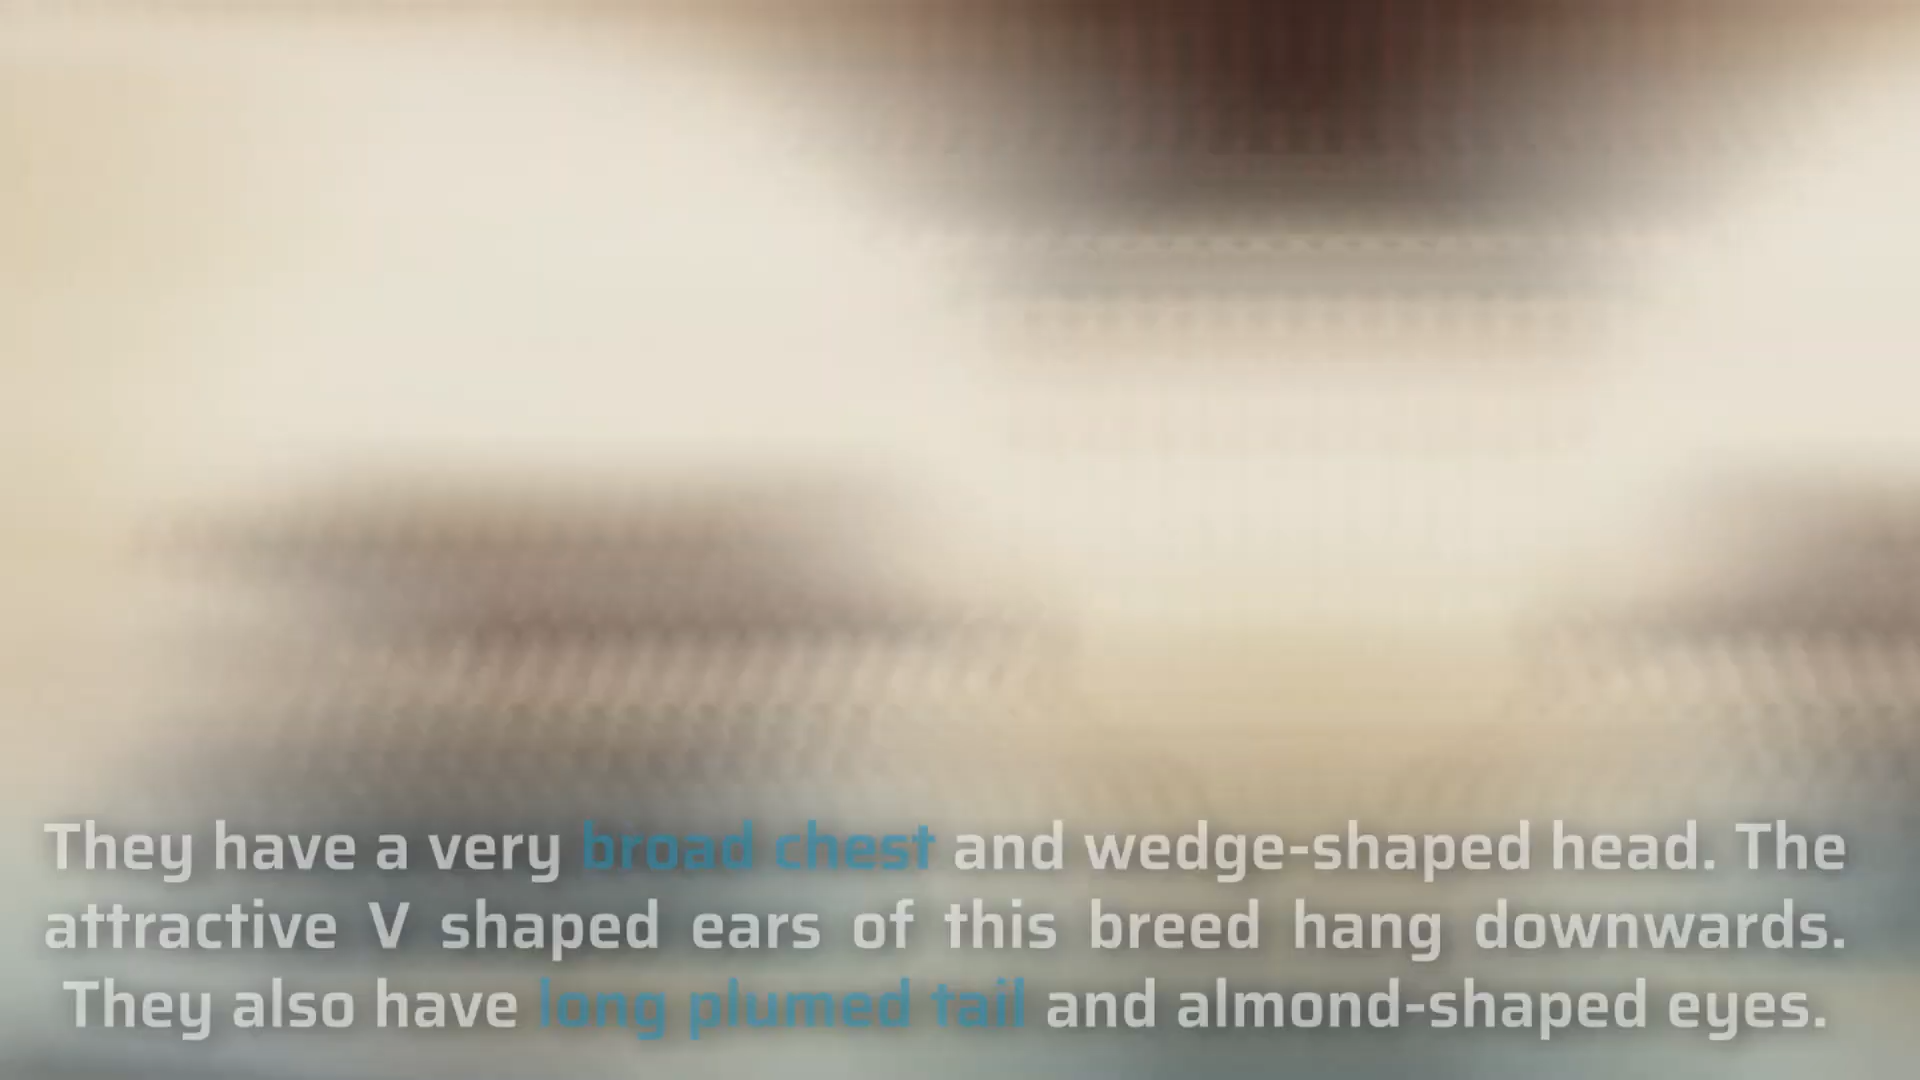 They have a very broad chest and wedge-shaped head. The
attractive V shaped ears of this breed hang downwards.
They also have long plumed tail and almond-shaped eyes.